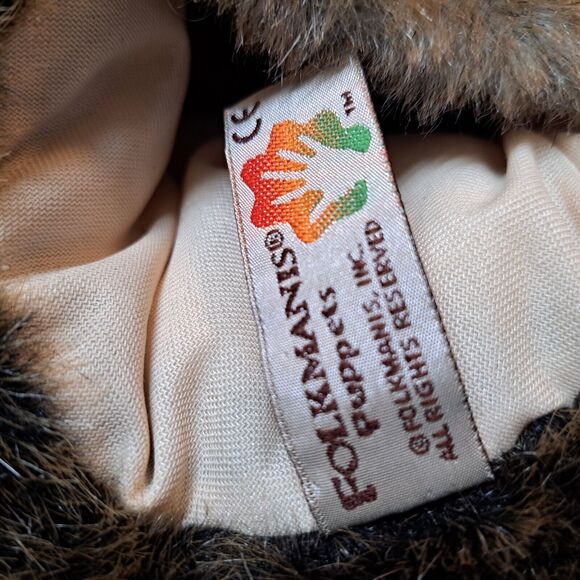 CE
TM
FOLKMANIS®
Puppets
© FOLKMANIS, INC.
ALL RIGHTS RESERVED